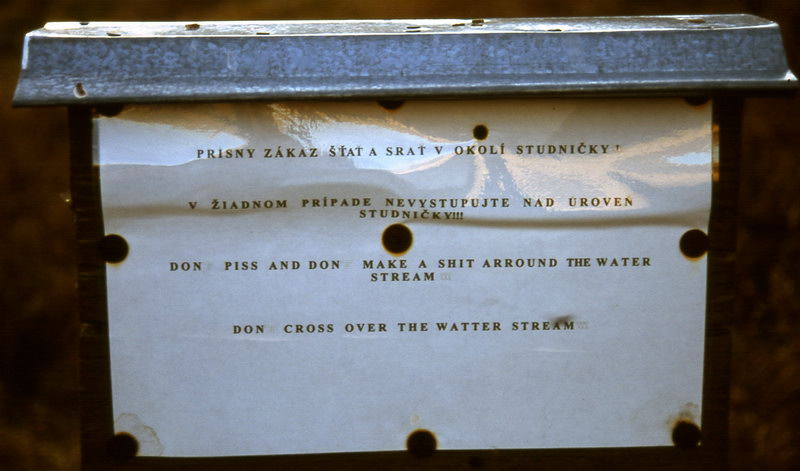 PRÍSNY ZÁKAZ ŠŤAŤ A SRAŤ V OKOLÍ STUDNIČKY!
V ŽIADNOM PRÍPADE NEVYSTUPUJTE NAD ÚROVEŇ
STUDNIČKY!!!
DON PISS AND DON MAKE A SHIT ARROUND THE WATER
STREAM
DON CROSS OVER THE WATTER STREAM